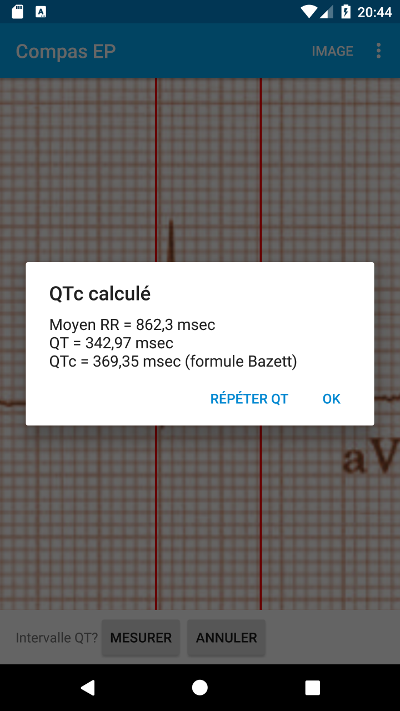 20:44
Compas EP
IMAGE
QTc calculé
Moyen RR = 862,3 msec
QT = 342,97 msec
QTc = 369,35 msec (formule Bazett)
RÉPÉTER QT
OK
aV
Intervalle QT?
MESURER
ANNULER